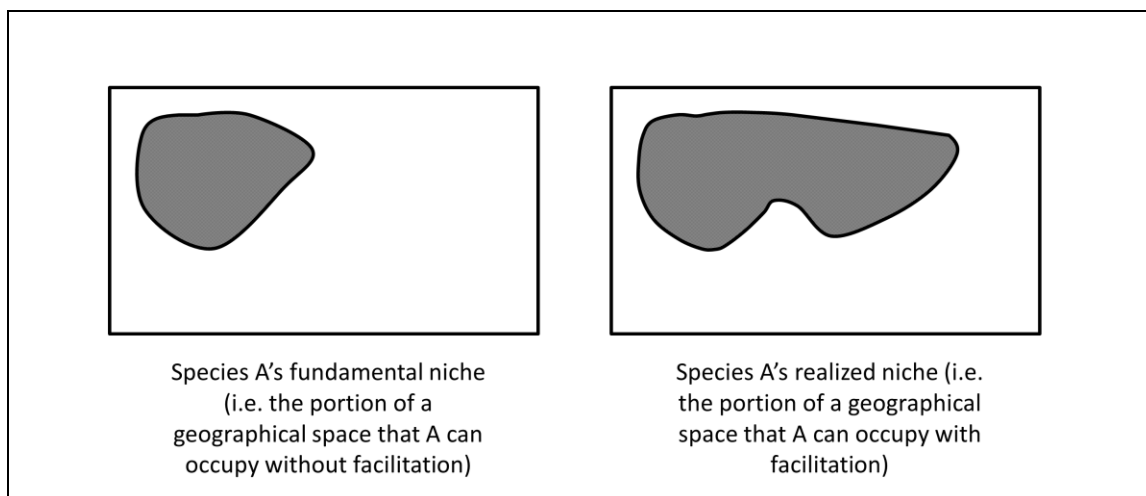 Species A’s fundamental niche
(i.e. the portion of a
geographical space that A can
occupy without facilitation)
Species A’s realized niche (i.e.
the portion of a geographical
space that A can occupy with
facilitation)